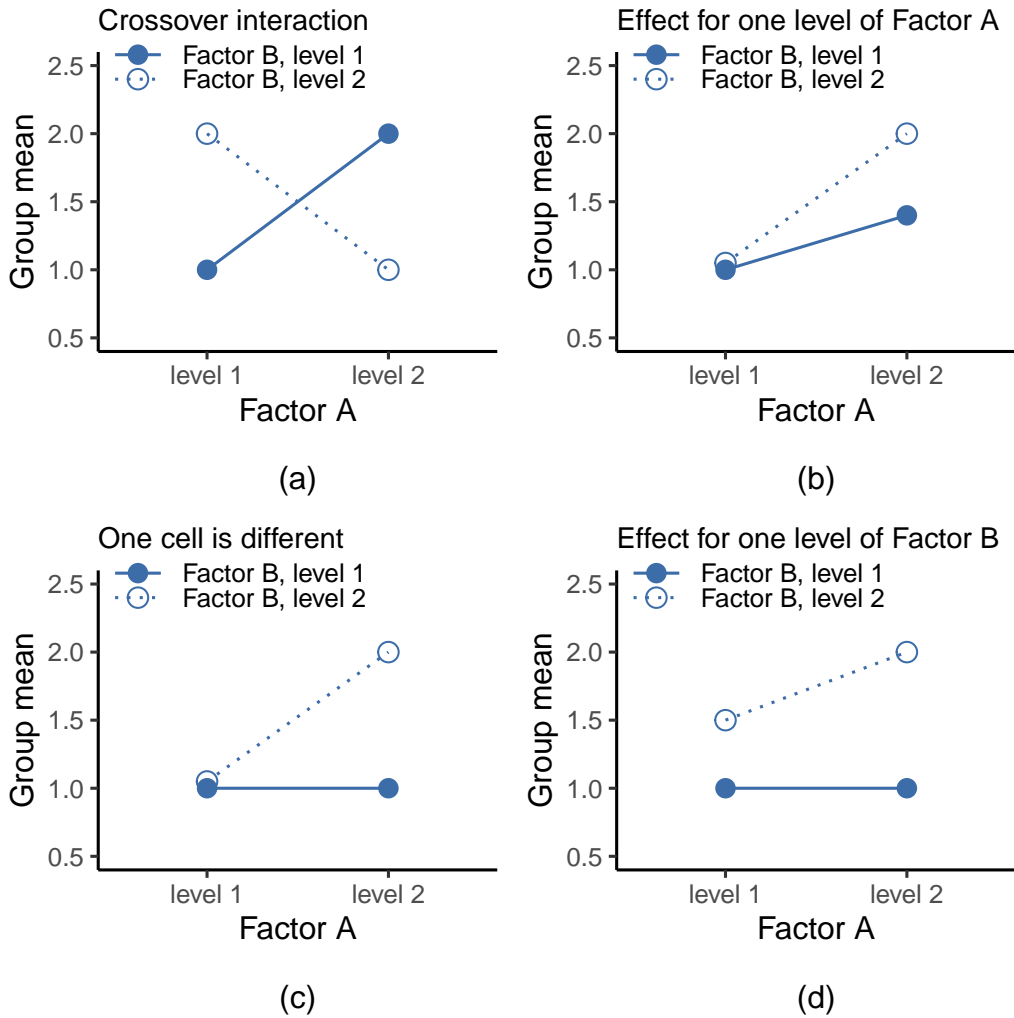 Crossover interaction
Factor B, level 1
Factor B, level 2
2.5
2.0
1.5
1.0
0.5
Group mean
level 1 level 2
Factor A
(a)
Effect for one level of Factor A
Factor B, level 1
Factor B, level 2
2.5
2.0
1.5
1.0
0.5
Group mean
level 1 level 2
Factor A
(b)
One cell is different
Factor B, level 1
Factor B, level 2
2.5
2.0
1.5
1.0
0.5
Group mean
level 1 level 2
Factor A
(c)
Effect for one level of Factor B
Factor B, level 1
Factor B, level 2
2.5
2.0
1.5
1.0
0.5
Group mean
level 1 level 2
Factor A
(d)